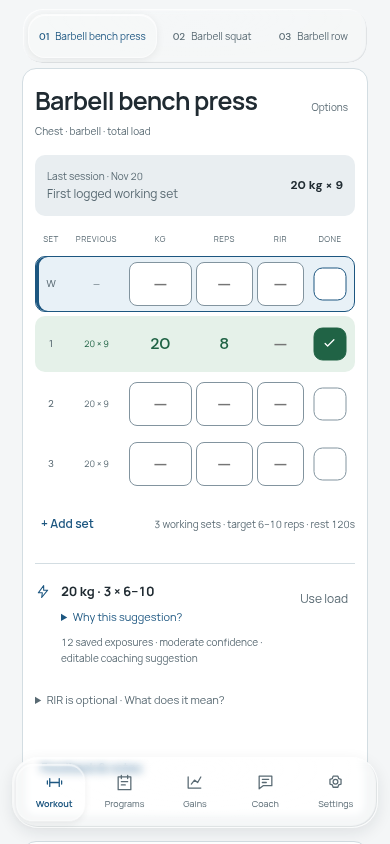 01 Barbell bench press 02 Barbell squat 03 Barbell row
Barbell bench press Options
Chest · barbell · total load
Last session · Nov 20
First logged working set
20 kg × 9
SET PREVIOUS KG REPS RIR DONE
W — — — —
1 20 × 9 20 8 —
2 20 × 9 — — —
3 20 × 9 — — —
+ Add set 3 working sets · target 6–10 reps · rest 120s
20 kg · 3 × 6–10 Use load
Why this suggestion?
12 saved exposures · moderate confidence ·
editable coaching suggestion
RIR is optional · What does it mean?
Workout Programs Gains Coach Settings